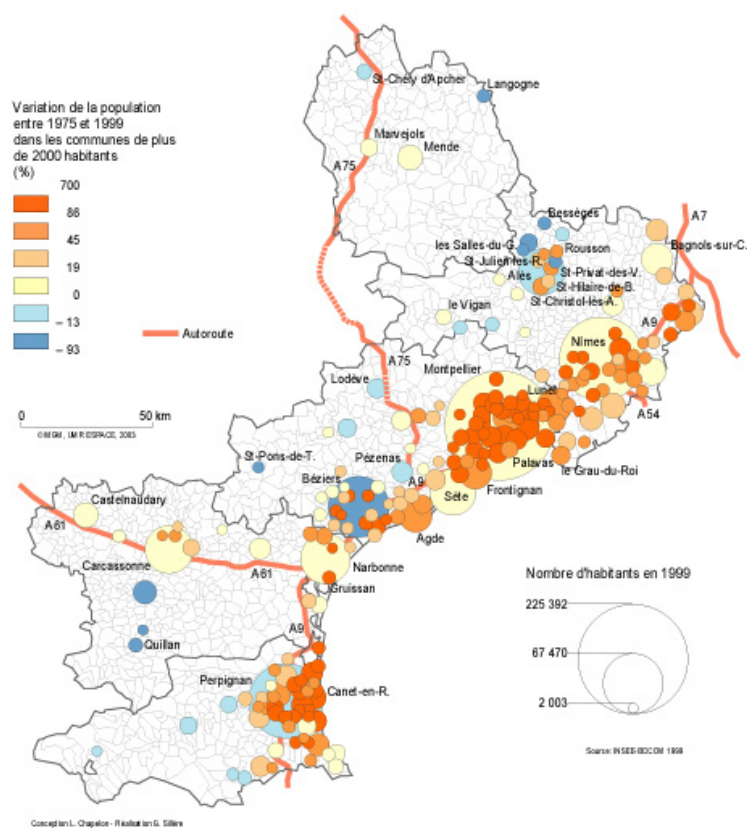 Variation de la population
entre 1975 et 1999
dans les communes de plus
de 2000 habitants
(%)
700
86
45
19
0
– 13
– 93
Autoroute
0
50 km
St-Chély d'Apcher
Langogne
Marvejols
Mende
A75
A7
Bessèges
les Salles-du-G.
Rousson
Bagnols-sur-C.
St-Julien-les-R.
Alès
St-Privat-des-V.
St-Hilaire-de-B.
St-Christol-lès-A.
le Vigan
A9
Nîmes
A75
Montpellier
Lodève
Lunel
A54
St-Pons-de-T.
Pézenas
Palavas
le Grau-du-Roi
A9
Béziers
Sète
Frontignan
Castelnaudary
A61
Agde
Carcassonne
A61
Narbonne
Gruissan
A9
Quillan
Perpignan
Canet-en-R.
Nombre d'habitants en 1999
225 392
67 470
2 003
Conception L. Chapelon - Réalisation G. Sillère